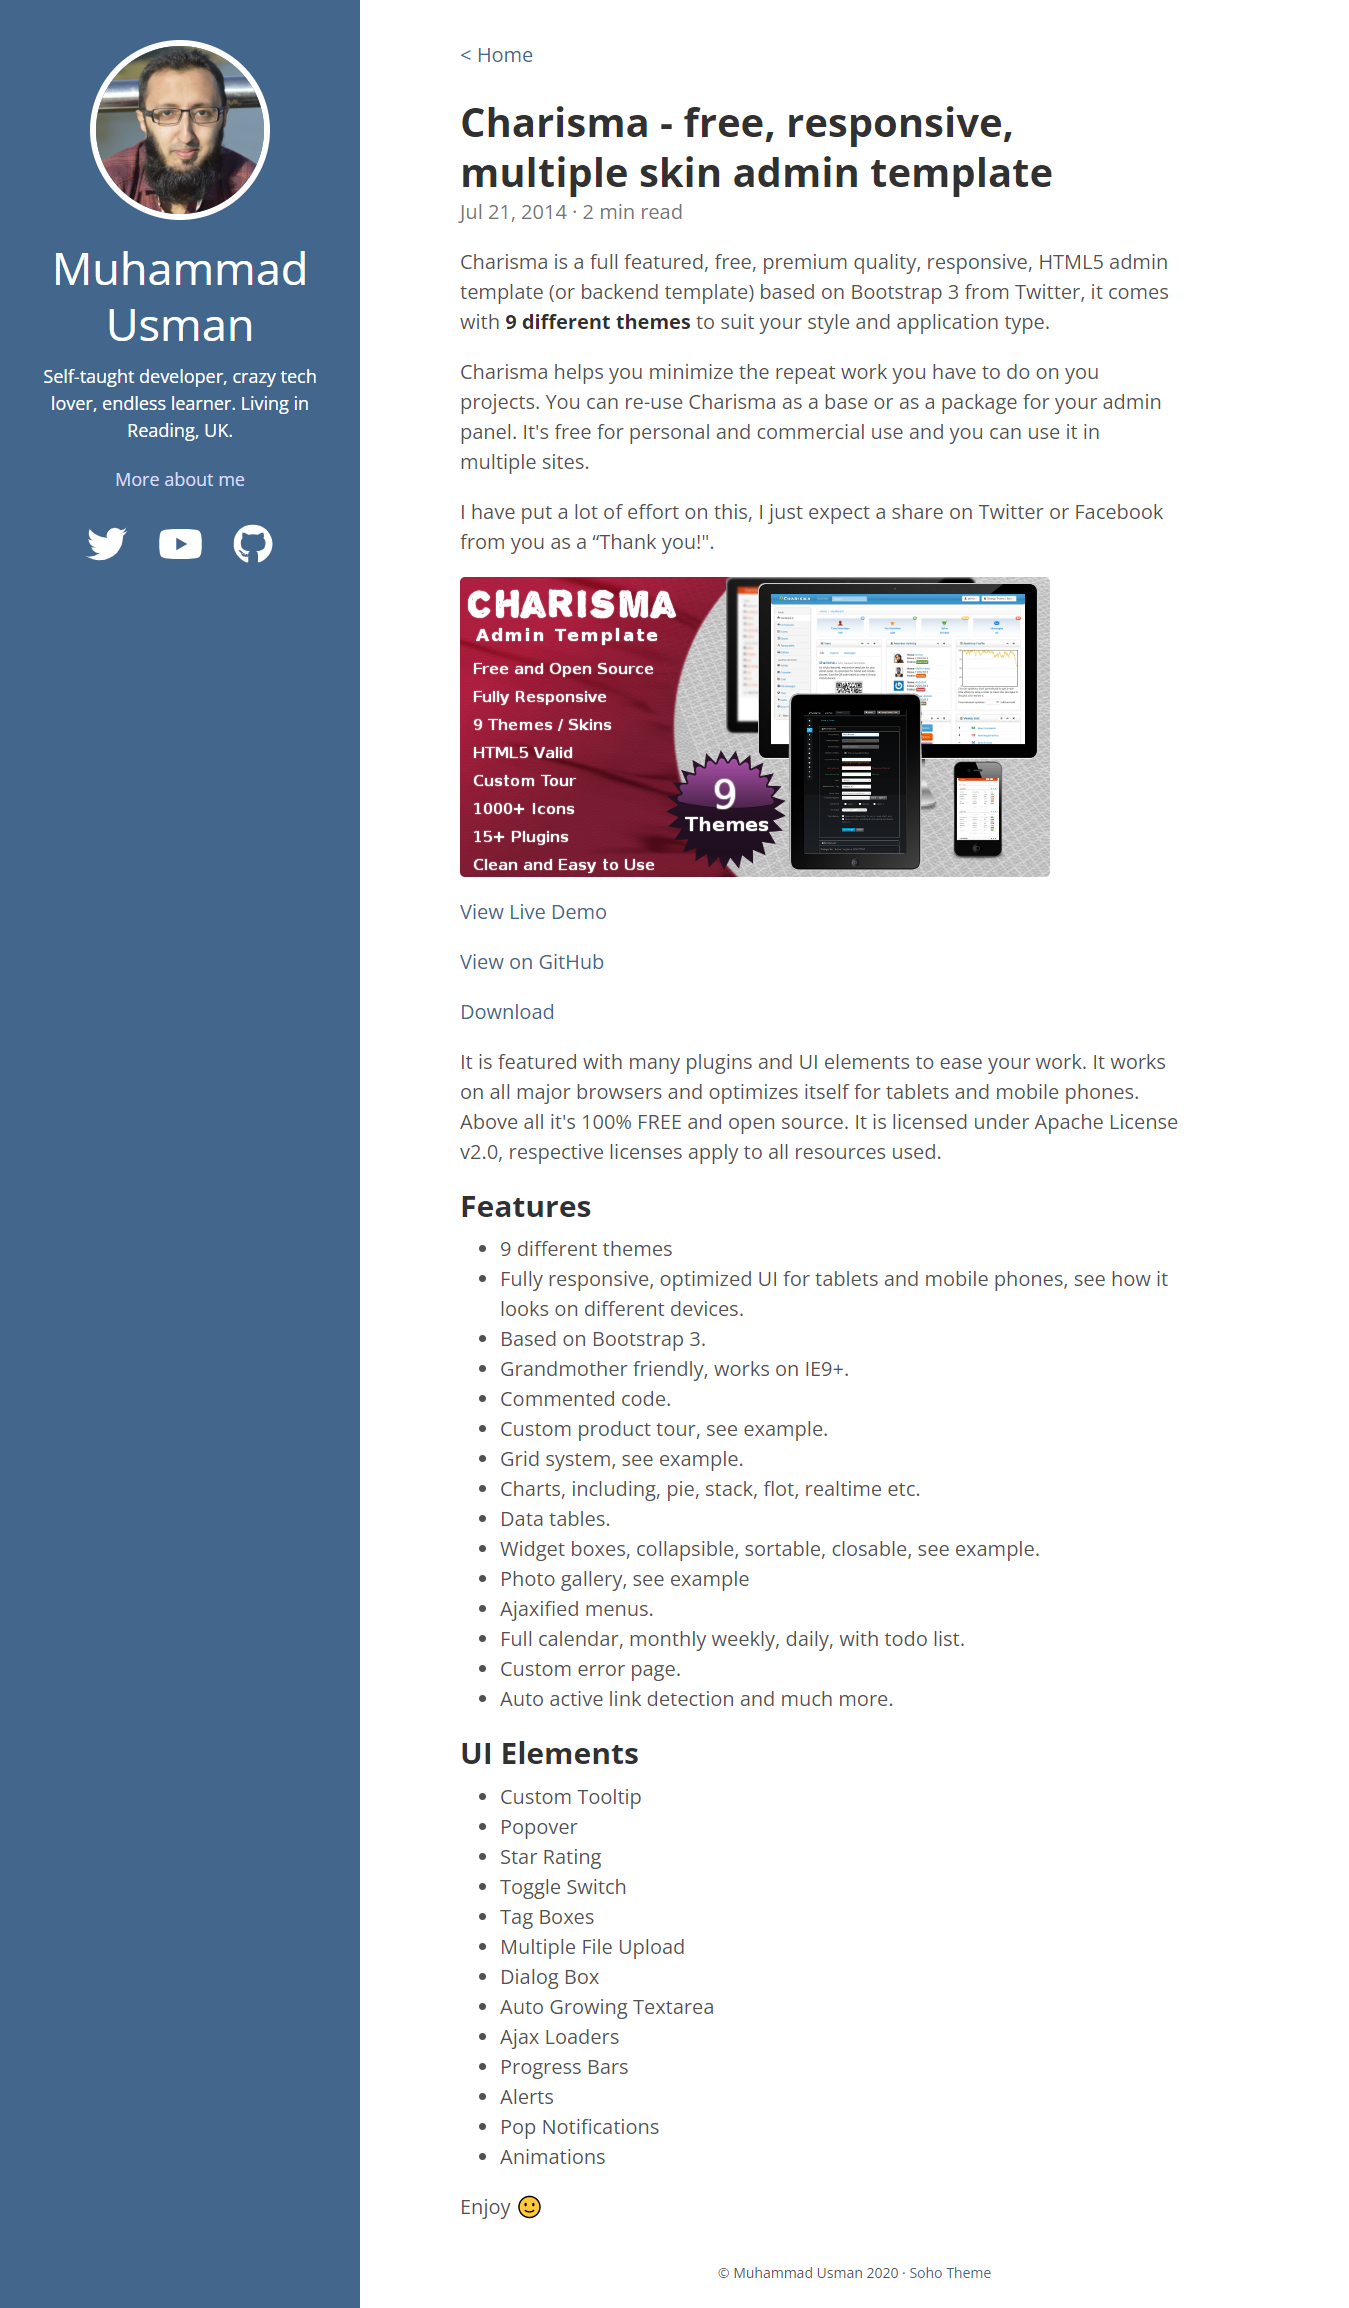 Muhammad
Usman
Self-taught developer, crazy tech
lover, endless learner. Living in
Reading, UK.
More about me
< Home
Charisma - free, responsive,
multiple skin admin template
Jul 21, 2014 · 2 min read
Charisma is a full featured, free, premium quality, responsive, HTML5 admin
template (or backend template) based on Bootstrap 3 from Twitter, it comes
with 9 different themes to suit your style and application type.
Charisma helps you minimize the repeat work you have to do on you
projects. You can re-use Charisma as a base or as a package for your admin
panel. It's free for personal and commercial use and you can use it in
multiple sites.
I have put a lot of effort on this, I just expect a share on Twitter or Facebook
from you as a “Thank you!".
CHARISMA
Admin Template
Free and Open Source
Fully Responsive
9 Themes / Skins
HTML5 Valid
Custom Tour
1000+ Icons
15+ Plugins
Clean and Easy to Use
9
Themes
View Live Demo
View on GitHub
Download
It is featured with many plugins and UI elements to ease your work. It works
on all major browsers and optimizes itself for tablets and mobile phones.
Above all it's 100% FREE and open source. It is licensed under Apache License
v2.0, respective licenses apply to all resources used.
Features
• 9 different themes
• Fully responsive, optimized UI for tablets and mobile phones, see how it
looks on different devices.
• Based on Bootstrap 3.
• Grandmother friendly, works on IE9+.
• Commented code.
• Custom product tour, see example.
• Grid system, see example.
• Charts, including, pie, stack, flot, realtime etc.
• Data tables.
• Widget boxes, collapsible, sortable, closable, see example.
• Photo gallery, see example
• Ajaxified menus.
• Full calendar, monthly weekly, daily, with todo list.
• Custom error page.
• Auto active link detection and much more.
UI Elements
• Custom Tooltip
• Popover
• Star Rating
• Toggle Switch
• Tag Boxes
• Multiple File Upload
• Dialog Box
• Auto Growing Textarea
• Ajax Loaders
• Progress Bars
• Alerts
• Pop Notifications
• Animations
Enjoy 🙂
© Muhammad Usman 2020 · Soho Theme